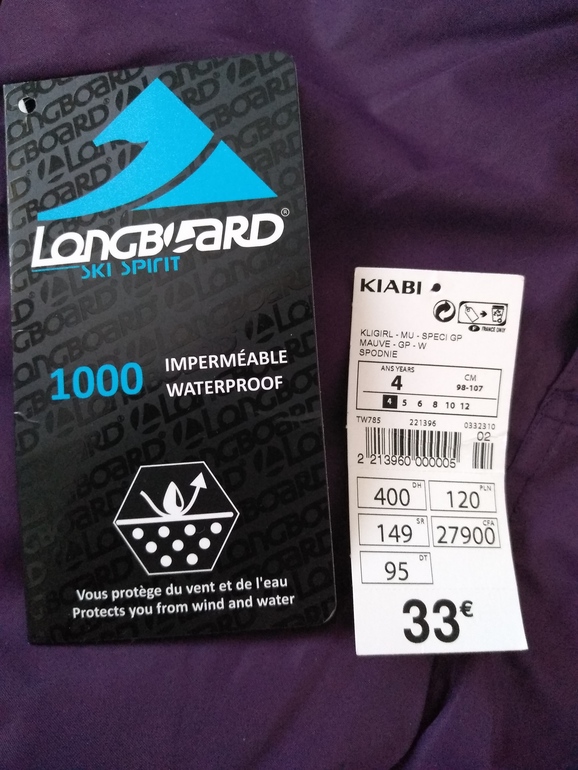 LONGBOARD®
SKI SPIRIT
1000
IMPERMÉABLE
WATERPROOF
Vous protège du vent et de l'eau
Protects you from wind and water
KIABI
FRANCE ONLY
KLIGIRL - MU - SPECI GP
MAUVE - GP - W
SPODNIE
ANS YEARS
4
CM
98-107
4 5 6 8 10 12
TW785 221396 0332310
02
2 213960 000005
400 DH
120 PLN
149 SR
27900 CFA
95 DT
33€